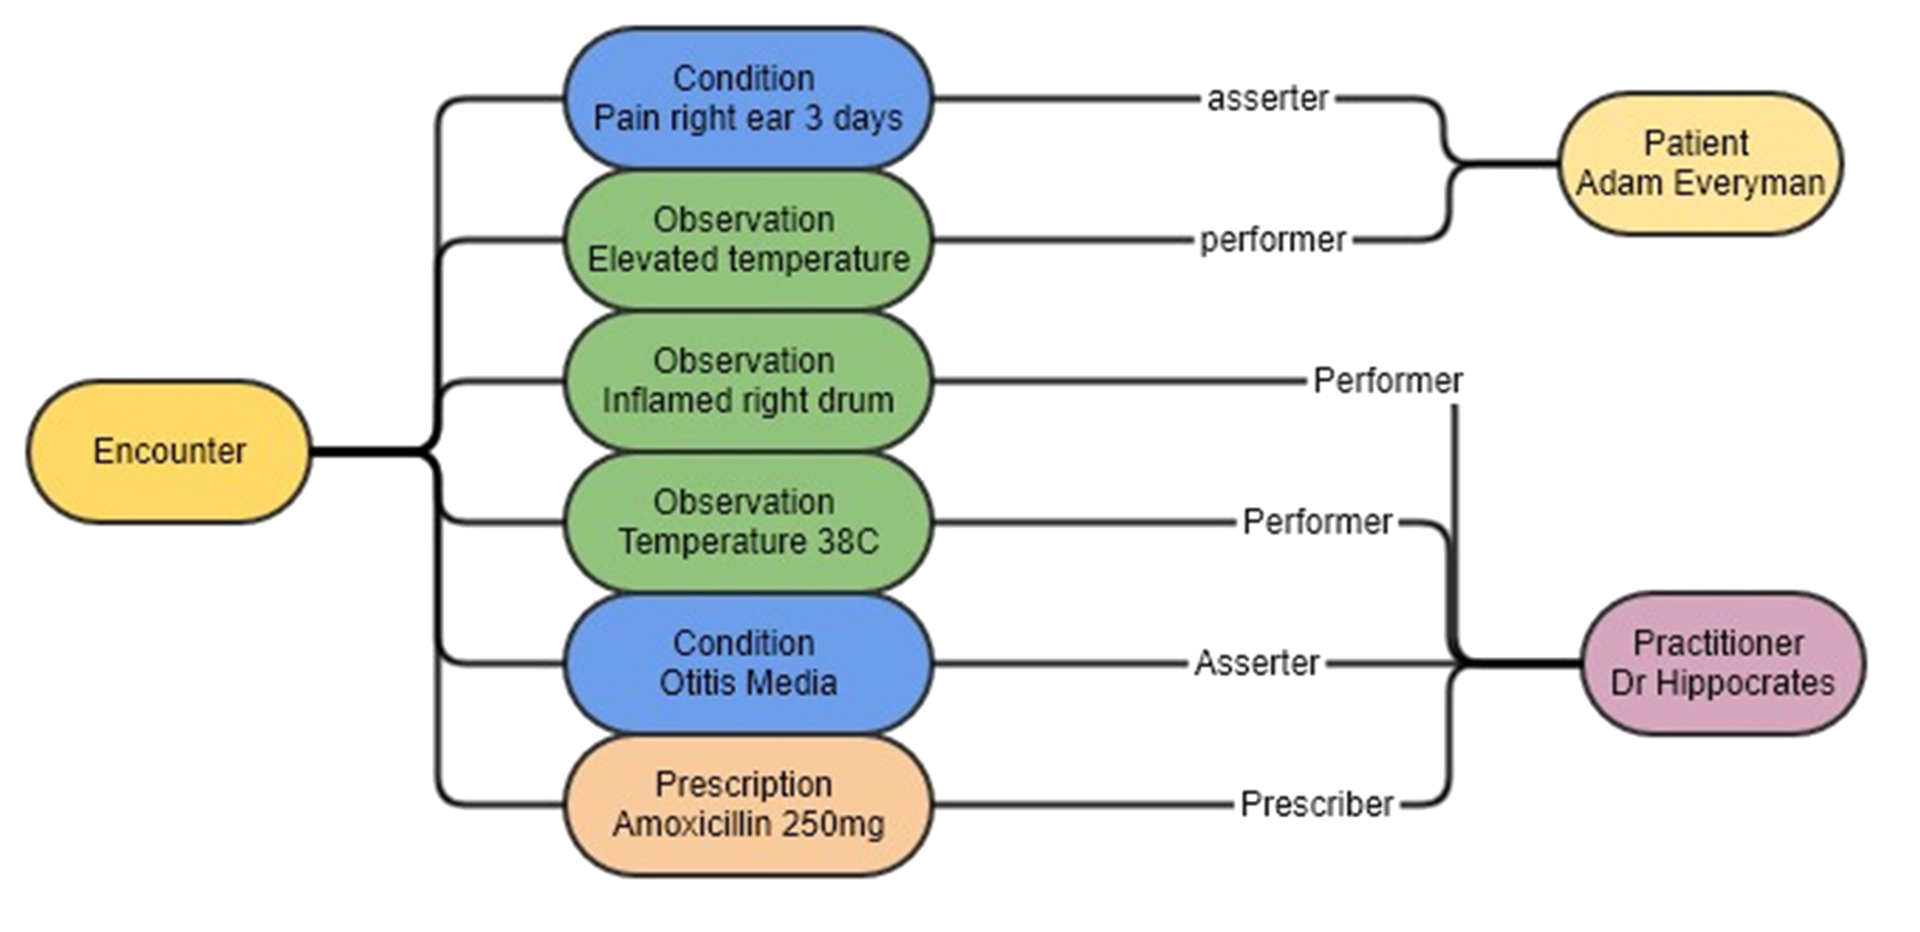 Condition
Pain right ear 3 days
asserter
Patient
Adam Everyman
Observation
Elevated temperature
performer
Observation
Inflamed right drum
Performer
Encounter
Observation
Temperature 38C
Performer
Condition
Otitis Media
Asserter
Practitioner
Dr Hippocrates
Prescription
Amoxicillin 250mg
Prescriber